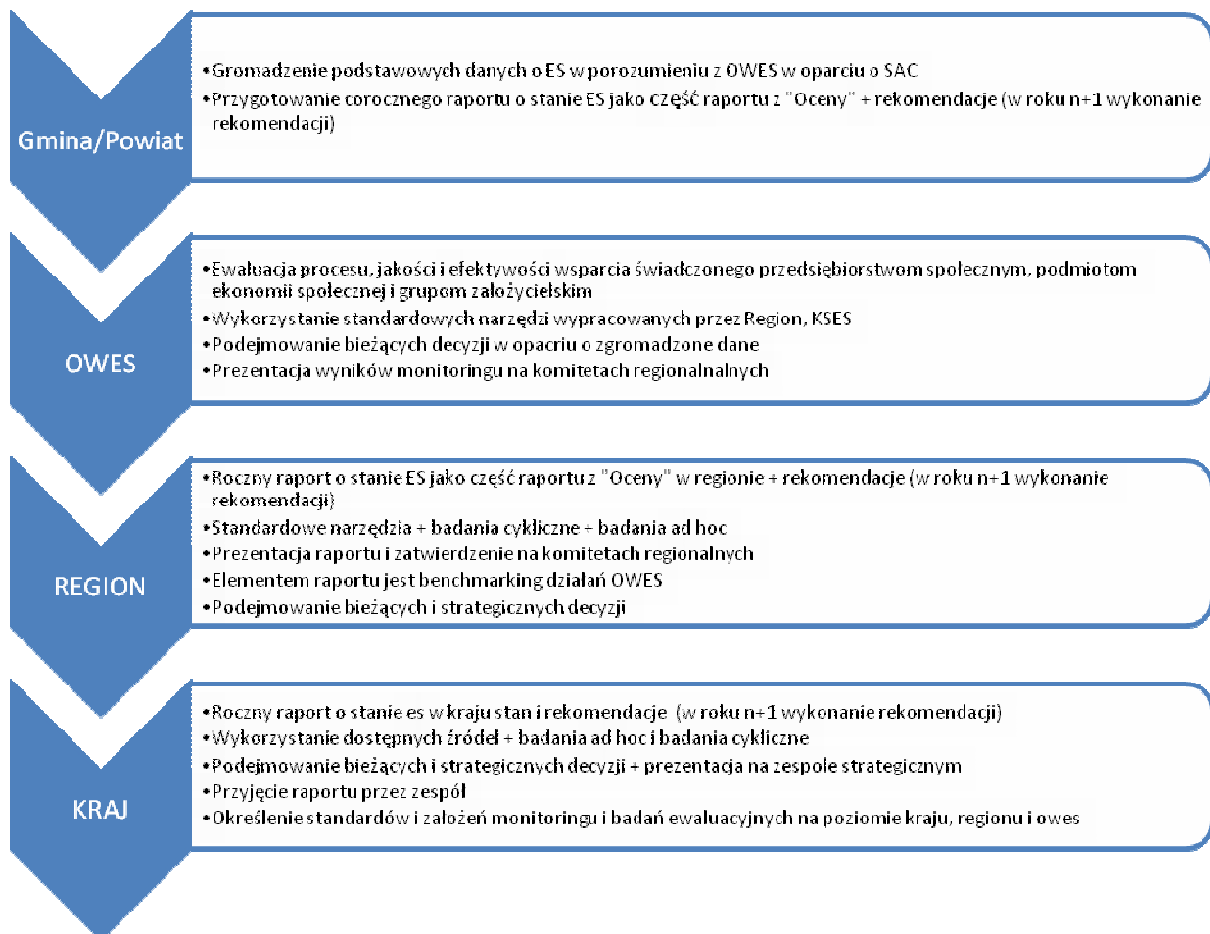 Gmina/Powiat
•Gromadzenie podstawowych danych o ES w porozumieniu z OWES w oparciu o SAC
•Przygotowanie corocznego raportu o stanie ES jako część raportu z "Oceny" + rekomendacje (w roku n+1 wykonanie
rekomendacji)
OWES
•Ewaluacja procesu, jakości i efektywości wsparcia świadczonego przedsiębiorstwom społecznym, podmiotom
ekonomii społecznej i grupom założycielskim
•Wykorzystanie standardowych narzędzi wypracowanych przez Region, KSES
•Podejmowanie bieżących decyzji w opaciu o zgromadzone dane
•Prezentacja wyników monitoringu na komitetach regionalnalnych
REGION
•Roczny raport o stanie ES jako część raportu z "Oceny" w regionie + rekomendacje (w roku n+1 wykonanie
rekomendacji)
•Standardowe narzędzia + badania cykliczne + badania ad hoc
•Prezentacja raportu i zatwierdzenie na komitetach regionalnych
•Elementem raportu jest benchmarking działań OWES
•Podejmowanie bieżących i strategicznych decyzji
KRAJ
•Roczny raport o stanie es w kraju stan i rekomendacje (w roku n+1 wykonanie rekomendacji)
•Wykorzystanie dostępnych źródeł + badania ad hoc i badania cykliczne
•Podejmowanie bieżących i strategicznych decyzji + prezentacja na zespole strategicznym
•Przyjęcie raportu przez zespół
•Określenie standardów i założeń monitoringu i badań ewaluacyjnych na poziomie kraju, regionu i owes